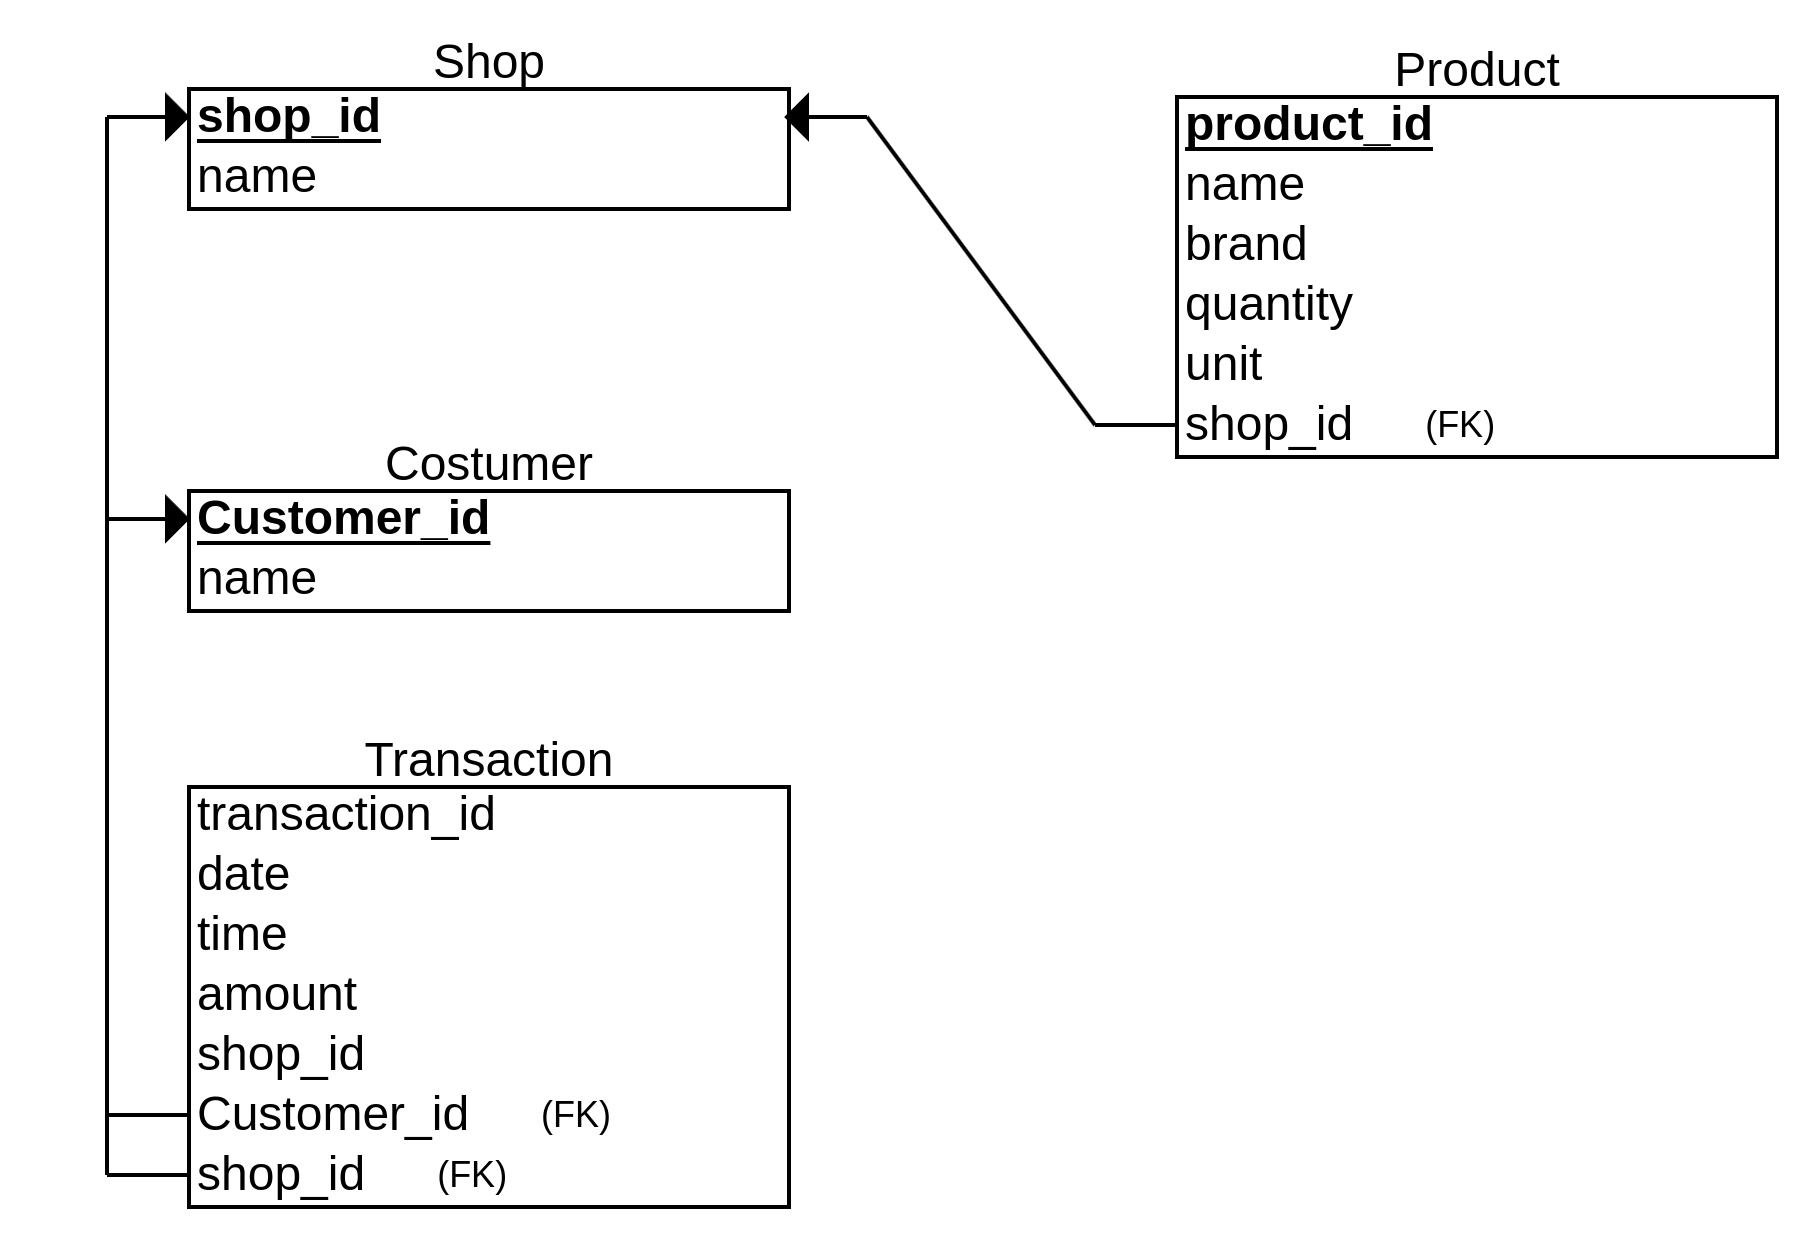 Shop
shop_id
name
Product
product_id
name
brand
quantity
unit
shop_id (FK)
Costumer
Customer_id
name
Transaction
transaction_id
date
time
amount
shop_id
Customer_id (FK)
shop_id (FK)